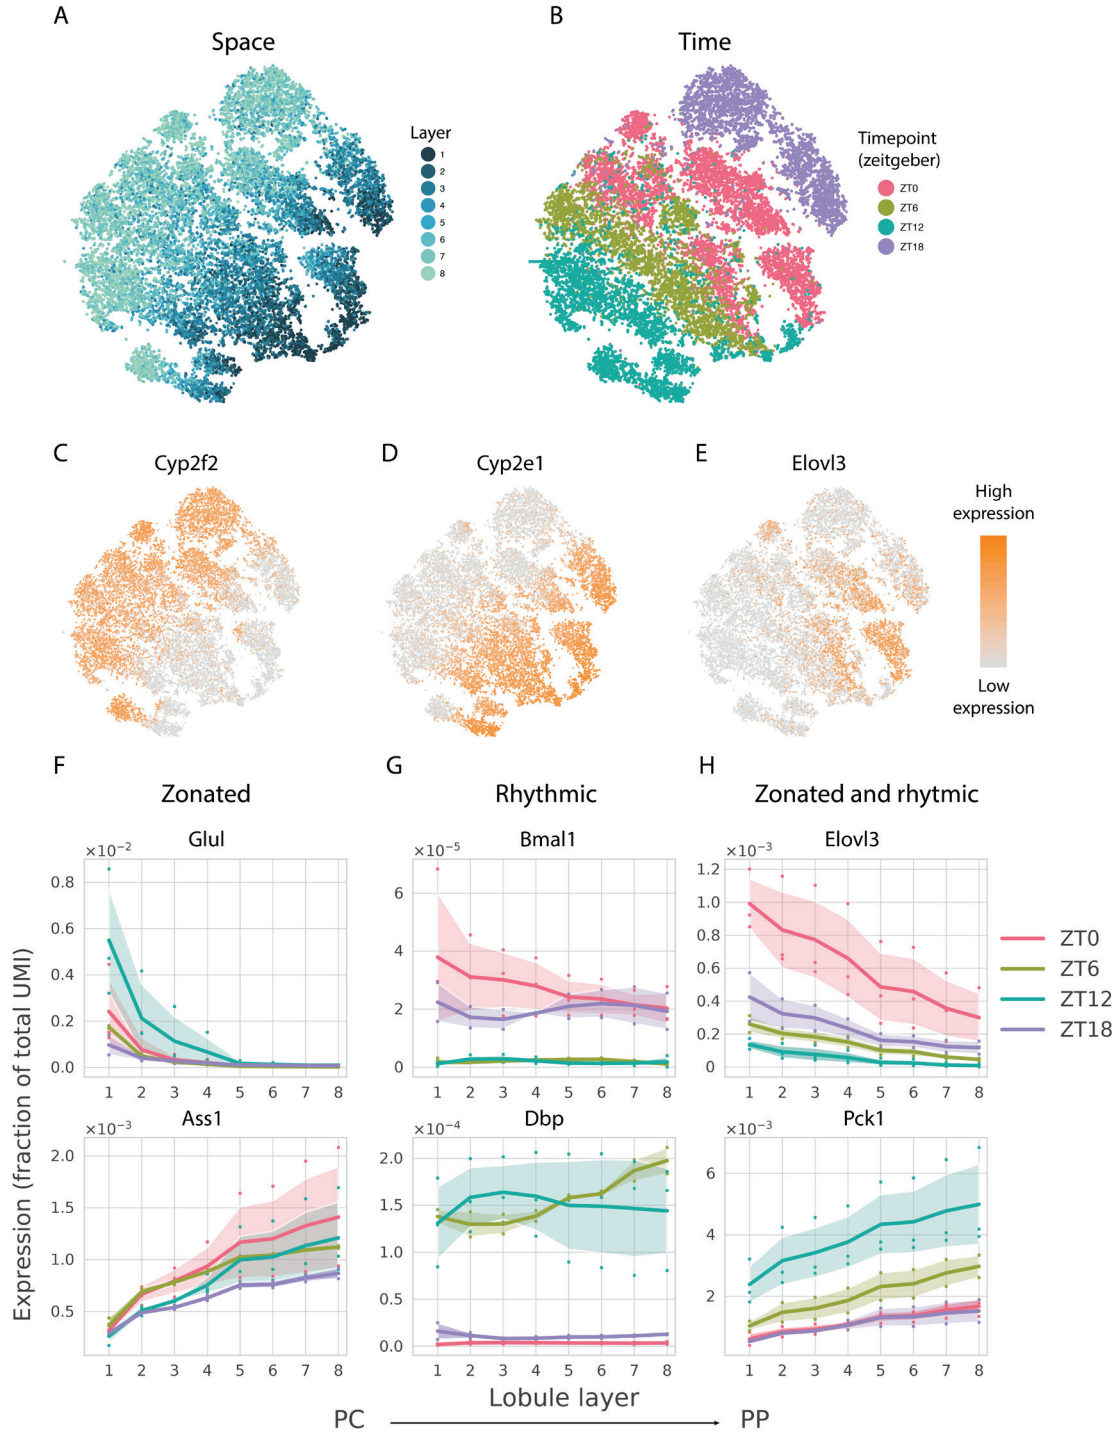 A
B
Space
Time
Layer
1
2
3
4
5
6
7
8
Timepoint
(zeitgeber)
ZT0
ZT6
ZT12
ZT18
C
D
E
Cyp2f2
Cyp2e1
Elovl3
High
expression
Low
expression
F
G
H
Zonated
Rhythmic
Zonated and rhytmic
Glul
Bmal1
Elovl3
×10⁻²
×10⁻⁵
×10⁻³
0.8
0.6
0.4
0.2
0.0
6
4
2
0
1.2
1.0
0.8
0.6
0.4
0.2
0
1 2 3 4 5 6 7 8
1 2 3 4 5 6 7 8
1 2 3 4 5 6 7 8
ZT0
ZT6
ZT12
ZT18
Ass1
Dbp
Pck1
×10⁻³
×10⁻⁴
×10⁻³
2.0
1.5
1.0
0.5
2.0
1.5
1.0
0.5
0.0
6
4
2
1 2 3 4 5 6 7 8
1 2 3 4 5 6 7 8
1 2 3 4 5 6 7 8
Expression (fraction of total UMI)
Lobule layer
PC
PP